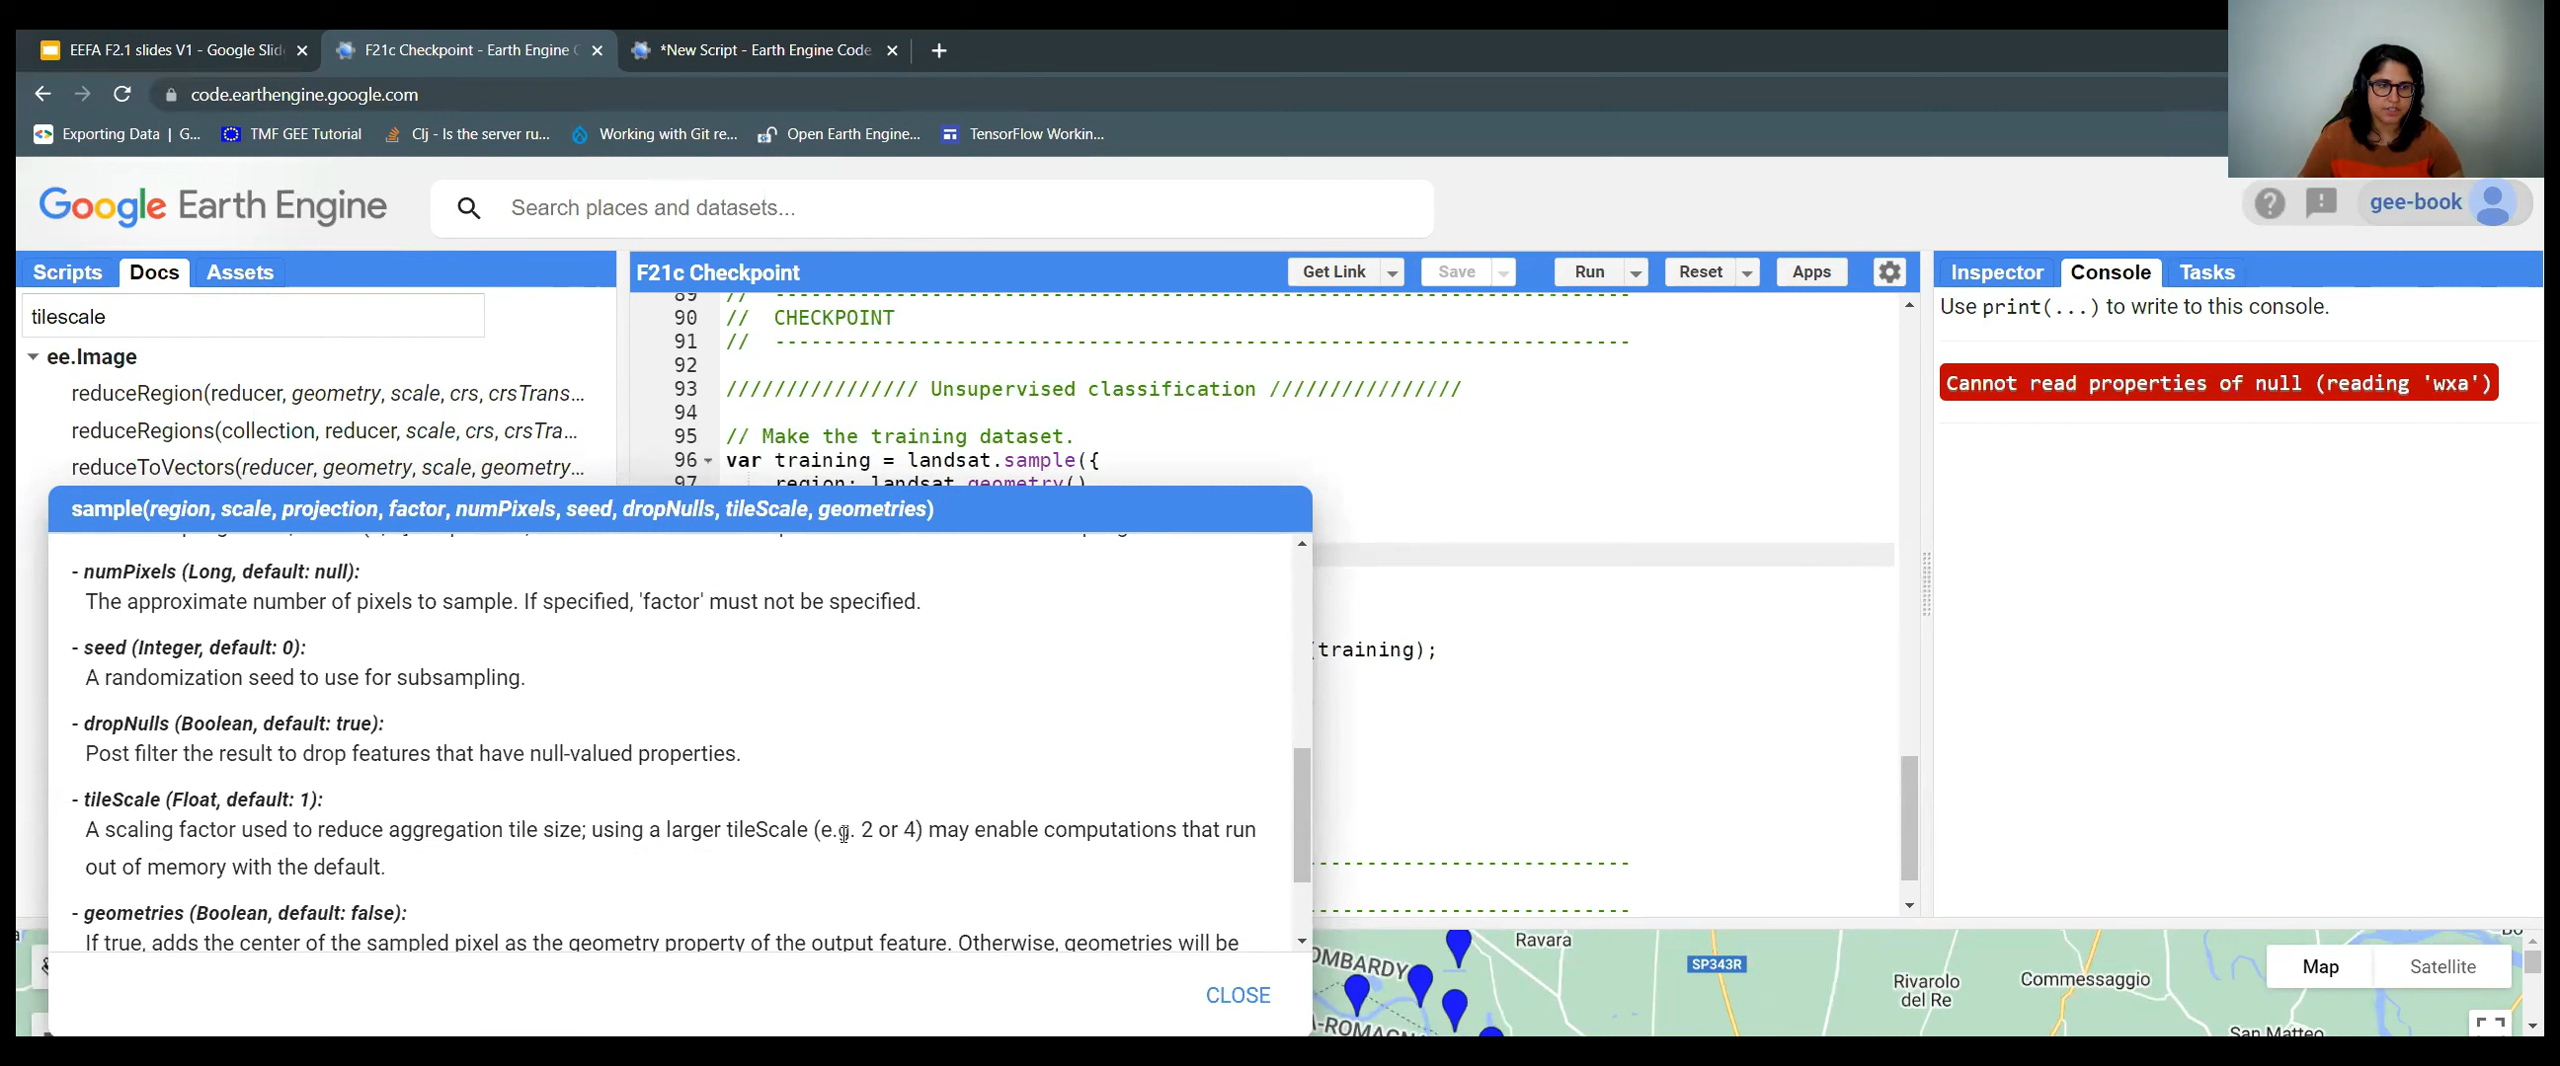 EEFA F2.1 slides V1 - Google Slid
F21c Checkpoint - Earth Engine C
*New Script - Earth Engine Code
code.earthengine.google.com
Exporting Data | G...
TMF GEE Tutorial
Clj - Is the server ru...
Working with Git re...
Open Earth Engine...
TensorFlow Workin...
Google Earth Engine
Search places and datasets...
gee-book
Scripts
Docs
Assets
F21c Checkpoint
Get Link
Save
Run
Reset
Apps
Inspector
Console
Tasks
tilescale
ee.Image
reduceRegion(reducer, geometry, scale, crs, crsTrans...
reduceRegions(collection, reducer, scale, crs, crsTra...
reduceToVectors(reducer, geometry, scale, geometry...
89 // -----------------------------------------------------------------------
90 // CHECKPOINT
91 // -----------------------------------------------------------------------
92
93 //////////////// Unsupervised classification ////////////////
94
95 // Make the training dataset.
96 var training = landsat.sample({
97 region: landsat.geometry()
(training);
Use print(...) to write to this console.
Cannot read properties of null (reading 'wxa')
sample(region, scale, projection, factor, numPixels, seed, dropNulls, tileScale, geometries)
- numPixels (Long, default: null):
The approximate number of pixels to sample. If specified, 'factor' must not be specified.
- seed (Integer, default: 0):
A randomization seed to use for subsampling.
- dropNulls (Boolean, default: true):
Post filter the result to drop features that have null-valued properties.
- tileScale (Float, default: 1):
A scaling factor used to reduce aggregation tile size; using a larger tileScale (e.g. 2 or 4) may enable computations that run
out of memory with the default.
- geometries (Boolean, default: false):
If true, adds the center of the sampled pixel as the geometry property of the output feature. Otherwise, geometries will be
CLOSE
OMBARDY
Ravara
SP343R
Rivarolo
del Re
Commessaggio
San Matteo
Map
Satellite